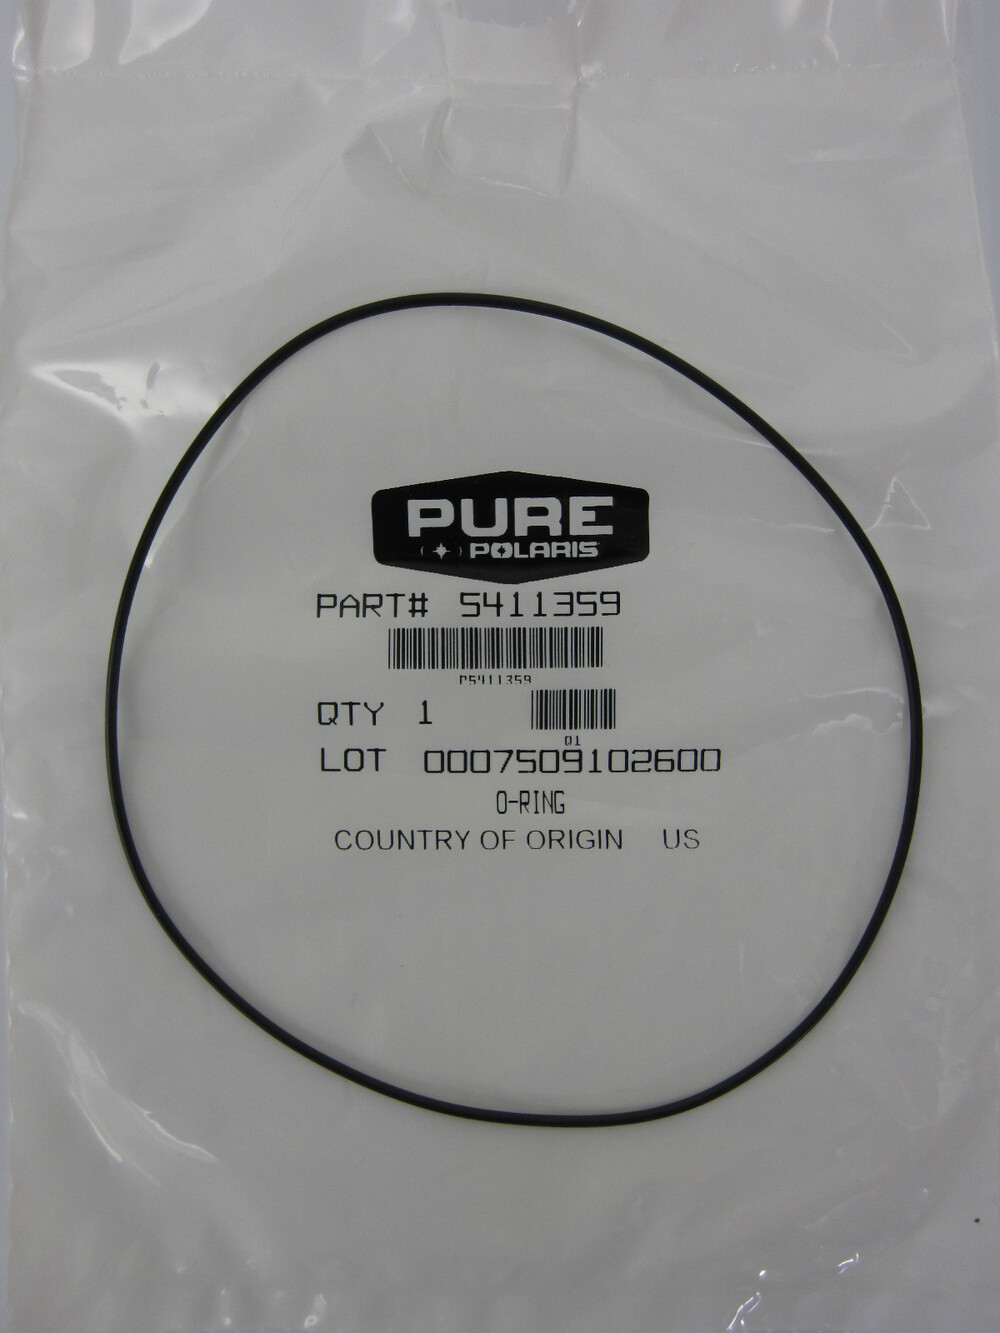 PURE
POLARIS
PART# 5411359
P5411359
QTY 1
01
LOT 0007509102600
O-RING
COUNTRY OF ORIGIN US